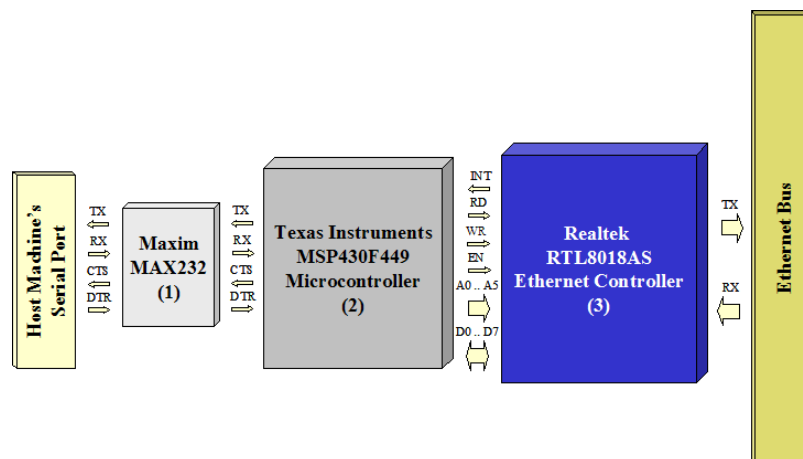 Host Machine's
Serial Port
TX
RX
CTS
DTR
Maxim
MAX232
(1)
TX
RX
CTS
DTR
Texas Instruments
MSP430F449
Microcontroller
(2)
INT
RD
WR
EN
A0 .. A5
D0 .. D7
Realtek
RTL8018AS
Ethernet Controller
(3)
TX
RX
Ethernet Bus